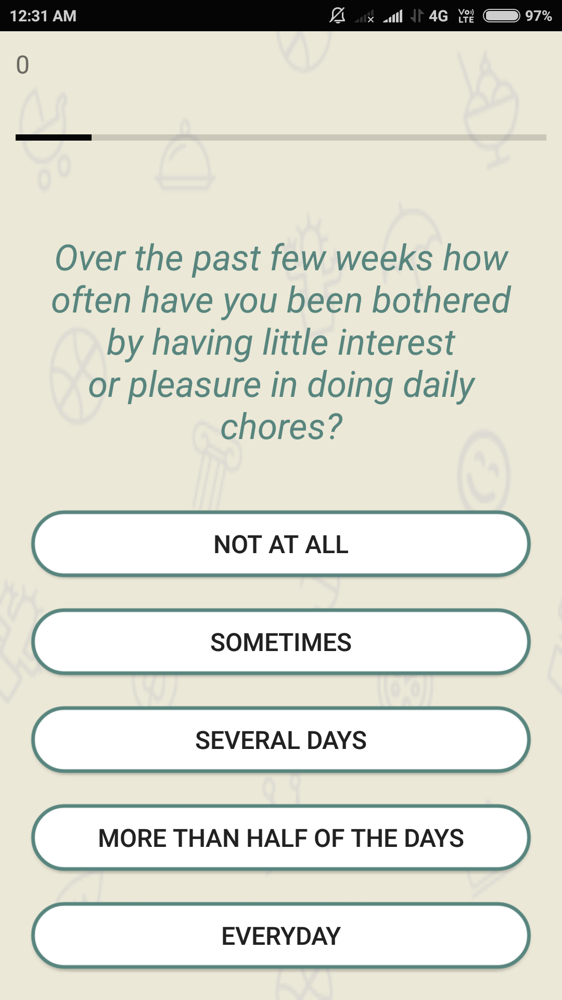 12:31 AM 4G VoLTE 97%
0
Over the past few weeks how
often have you been bothered
by having little interest
or pleasure in doing daily
chores?
NOT AT ALL
SOMETIMES
SEVERAL DAYS
MORE THAN HALF OF THE DAYS
EVERYDAY